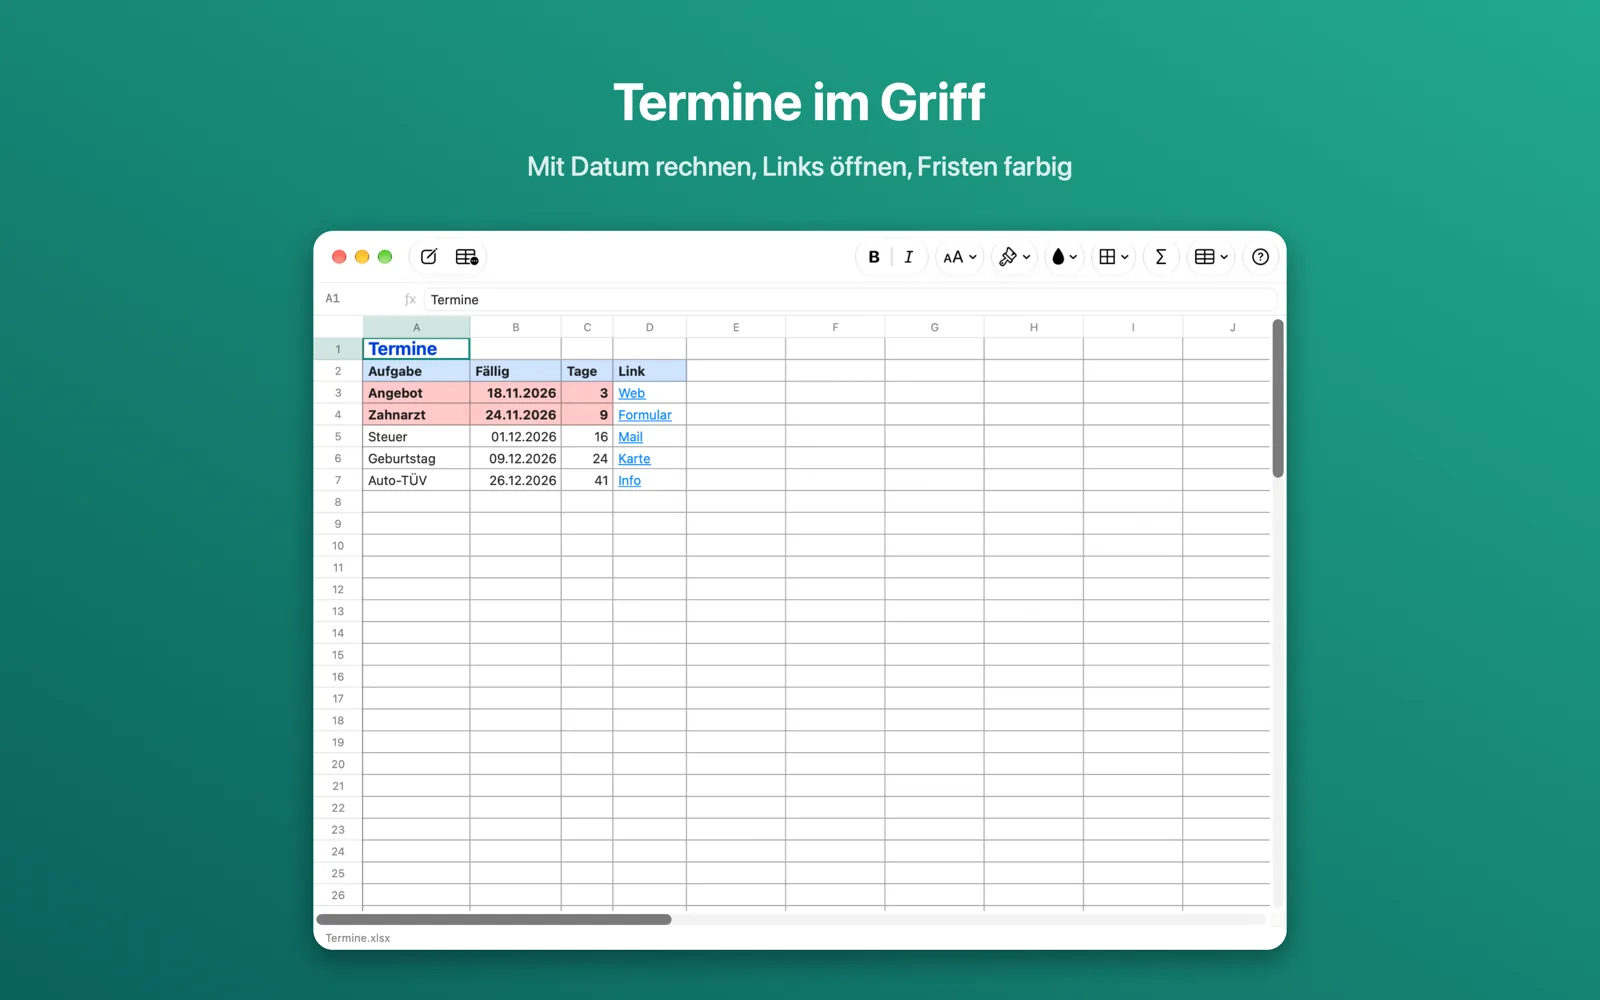 Termine im Griff
Mit Datum rechnen, Links öffnen, Fristen farbig
B I AA Σ ?
A1 fx Termine
A B C D E F G H I J
1 Termine
2 Aufgabe Fällig Tage Link
3 Angebot 18.11.2026 3 Web
4 Zahnarzt 24.11.2026 9 Formular
5 Steuer 01.12.2026 16 Mail
6 Geburtstag 09.12.2026 24 Karte
7 Auto-TÜV 26.12.2026 41 Info
8
9
10
11
12
13
14
15
16
17
18
19
20
21
22
23
24
25
26
Termine.xlsx